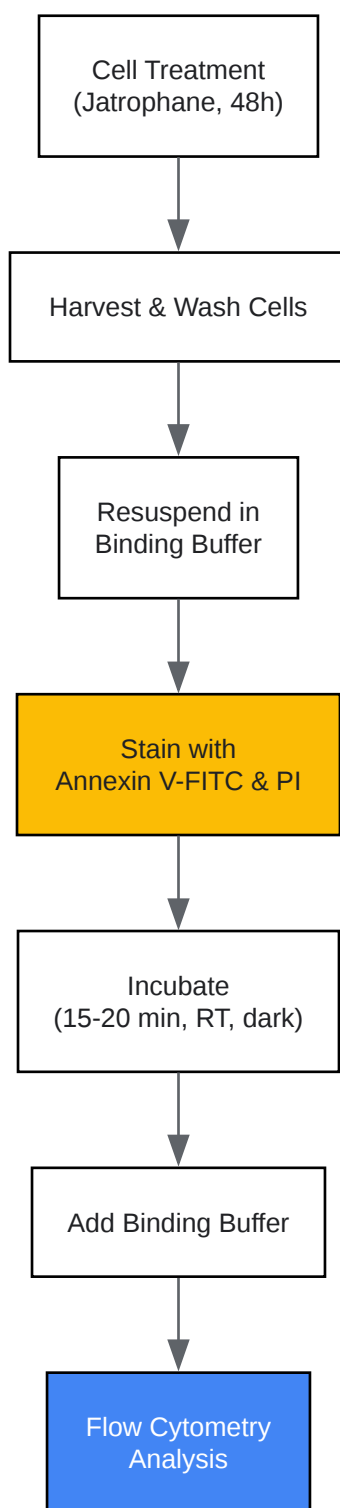 Cell Treatment
(Jatrophane, 48h)
Harvest & Wash Cells
Resuspend in
Binding Buffer
Stain with
Annexin V-FITC & PI
Incubate
(15-20 min, RT, dark)
Add Binding Buffer
Flow Cytometry
Analysis